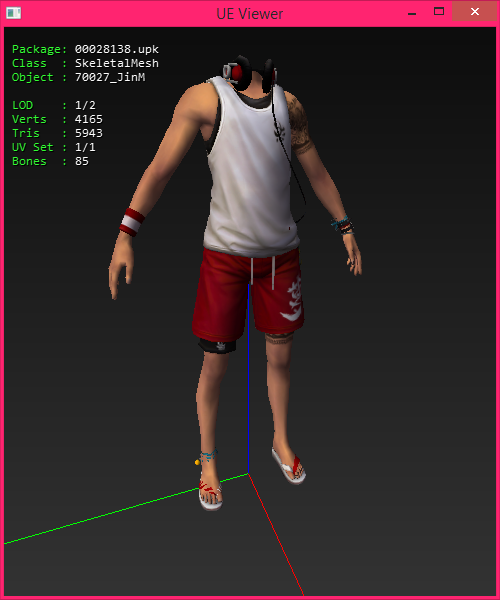 UE Viewer
Package: 00028138.upk
Class  : SkeletalMesh
Object : 70027_JinM
LOD    : 1/2
Verts  : 4165
Tris   : 5943
UV Set : 1/1
Bones  : 85